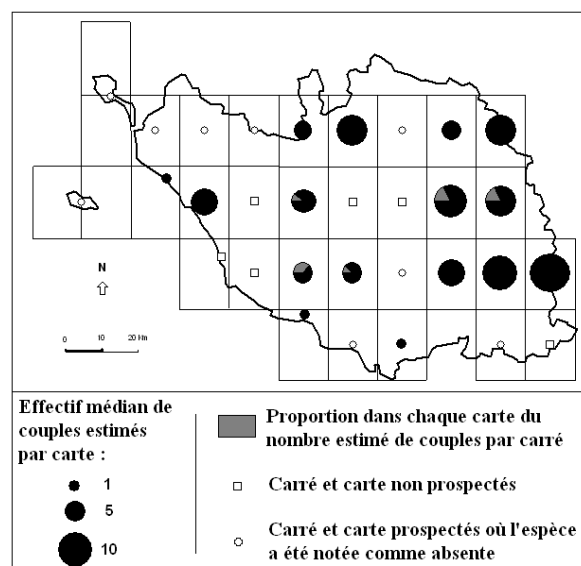 N
0 10 20 km
Effectif médian de
couples estimés
par carte :
1
5
10
Proportion dans chaque carte du
nombre estimé de couples par carré
Carré et carte non prospectés
Carré et carte prospectés où l'espèce
a été notée comme absente